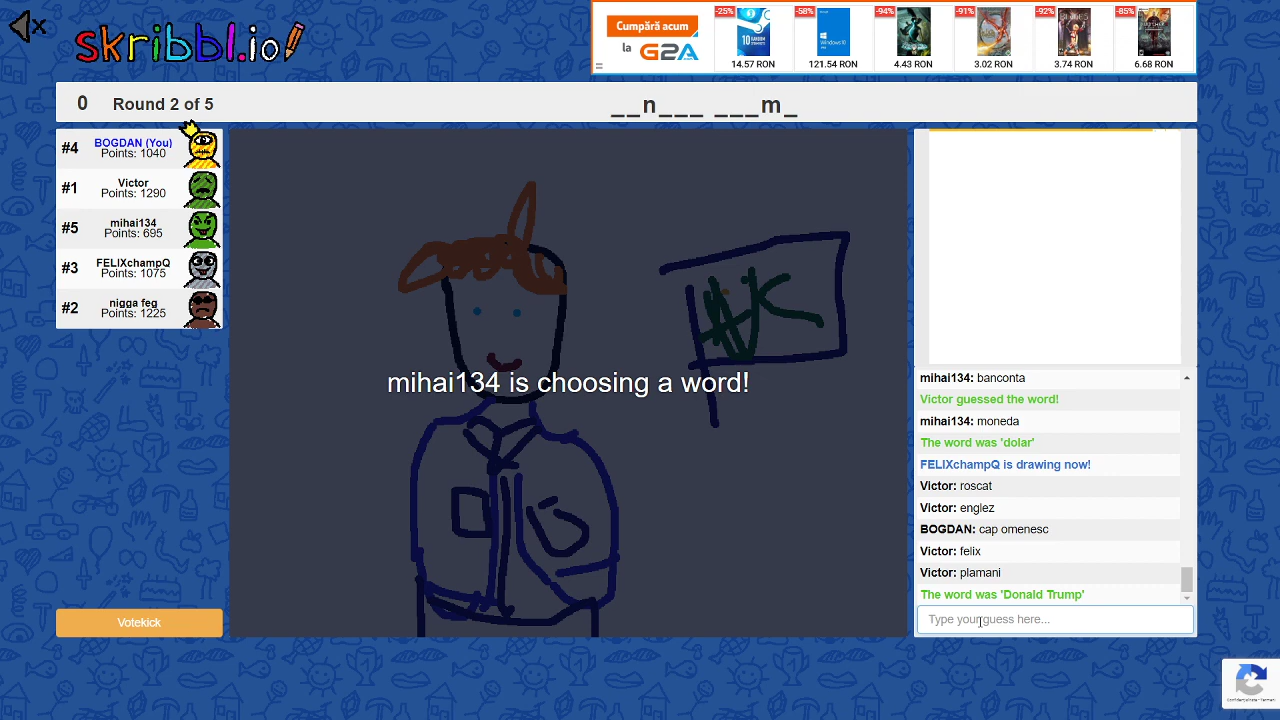 skribbl.io
Cumpără acum
la G2A
-25%
14.57 RON
-58%
Windows 10
121.54 RON
-94%
4.43 RON
-91%
3.02 RON
-92%
3.74 RON
-85%
6.68 RON
0 Round 2 of 5 __n___ ___m_
#4 BOGDAN (You)
Points: 1040
#1 Victor
Points: 1290
#5 mihai134
Points: 695
#3 FELIXchampQ
Points: 1075
#2 nigga feg
Points: 1225
Votekick
mihai134 is choosing a word!
mihai134: banconta
Victor guessed the word!
mihai134: moneda
The word was 'dolar'
FELIXchampQ is drawing now!
Victor: roscat
Victor: englez
BOGDAN: cap omenesc
Victor: felix
Victor: plamani
The word was 'Donald Trump'
Type your guess here...